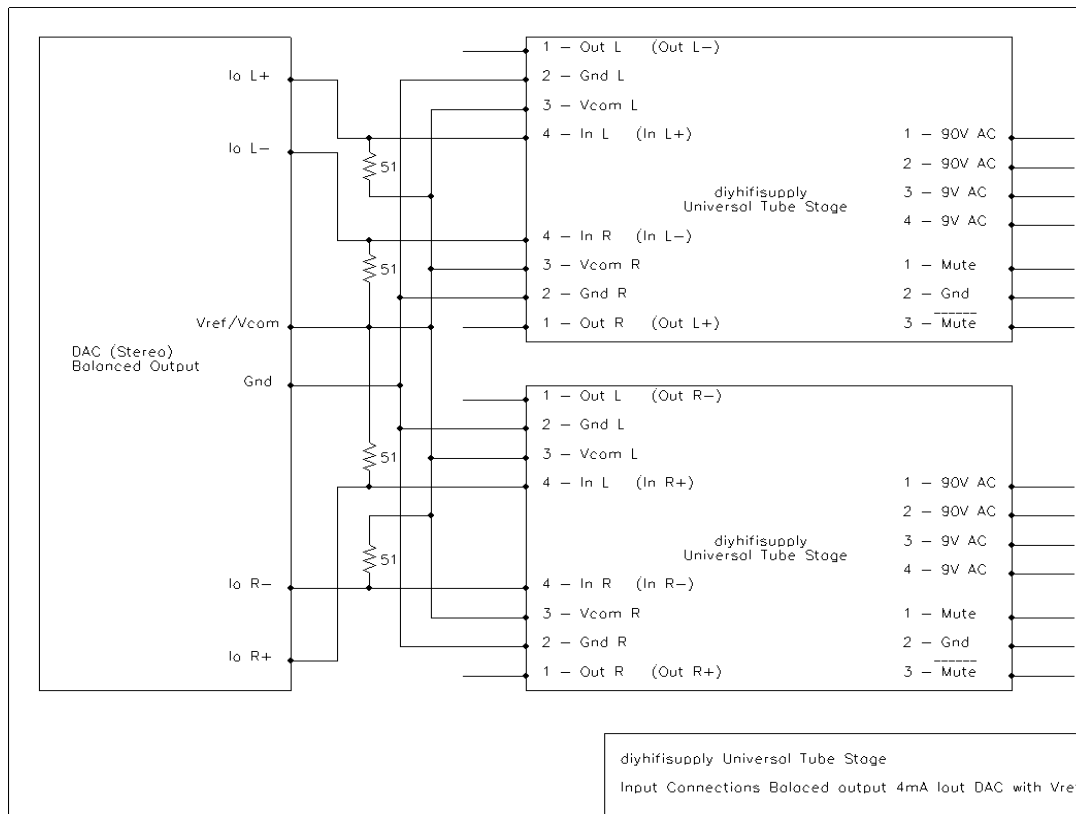 Io L+
Io L-
Vref/Vcom
DAC (Stereo)
Balanced Output
Gnd
Io R-
Io R+
51
51
51
51
1 - Out L (Out L-)
2 - Gnd L
3 - Vcom L
4 - In L (In L+)
diyhifisupply
Universal Tube Stage
4 - In R (In L-)
3 - Vcom R
2 - Gnd R
1 - Out R (Out L+)
1 - 90V AC
2 - 90V AC
3 - 9V AC
4 - 9V AC
1 - Mute
2 - Gnd
3 - Mute
1 - Out L (Out R-)
2 - Gnd L
3 - Vcom L
4 - In L (In R+)
diyhifisupply
Universal Tube Stage
4 - In R (In R-)
3 - Vcom R
2 - Gnd R
1 - Out R (Out R+)
1 - 90V AC
2 - 90V AC
3 - 9V AC
4 - 9V AC
1 - Mute
2 - Gnd
3 - Mute
diyhifisupply Universal Tube Stage
Input Connections Balaced output 4mA Iout DAC with Vref